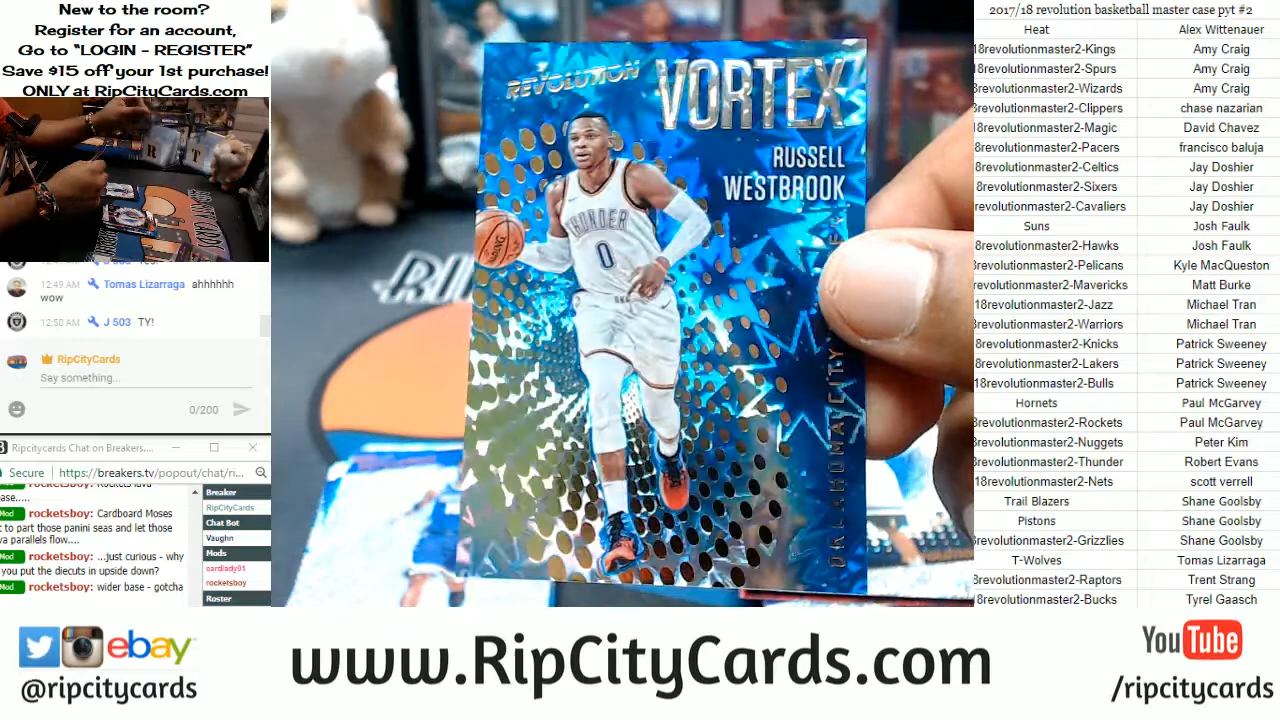 New to the room?
Register for an account,
Go to “LOGIN - REGISTER”
Save $15 off your 1st purchase!
ONLY at RipCityCards.com
12:49 AM Tomas Lizarraga ahhhhhh
wow
12:50 AM J 503 TY!
RipCityCards
Say something...
0/200
Ripcitycards Chat on Breakers....
Secure https://breakers.tv/popout/chat/ri...
rocketsboy: Rockets lava
rocketsboy: Cardboard Moses
to part those panini seas and let those
parallels flow....
rocketsboy: ...just curious - why
you put the diecuts in upside down?
rocketsboy: wider base - gotcha
Breaker
RipCityCards
Chat Bot
Vaughn
Mods
cardlady01
rocketsboy
Roster
REVOLUTION
VORTEX
RUSSELL
WESTBROOK
THUNDER
0
OKLAHOMA CITY
2017/18 revolution basketball master case pyt #2
Heat Alex Wittenauer
18revolutionmaster2-Kings Amy Craig
8revolutionmaster2-Spurs Amy Craig
8revolutionmaster2-Wizards Amy Craig
8revolutionmaster2-Clippers chase nazarian
18revolutionmaster2-Magic David Chavez
8revolutionmaster2-Pacers francisco baluja
8revolutionmaster2-Celtics Jay Doshier
8revolutionmaster2-Sixers Jay Doshier
revolutionmaster2-Cavaliers Jay Doshier
Suns Josh Faulk
8revolutionmaster2-Hawks Josh Faulk
revolutionmaster2-Pelicans Kyle MacQueston
revolutionmaster2-Mavericks Matt Burke
18revolutionmaster2-Jazz Michael Tran
revolutionmaster2-Warriors Michael Tran
8revolutionmaster2-Knicks Patrick Sweeney
8revolutionmaster2-Lakers Patrick Sweeney
18revolutionmaster2-Bulls Patrick Sweeney
Hornets Paul McGarvey
revolutionmaster2-Rockets Paul McGarvey
revolutionmaster2-Nuggets Peter Kim
revolutionmaster2-Thunder Robert Evans
18revolutionmaster2-Nets scott verrell
Trail Blazers Shane Goolsby
Pistons Shane Goolsby
revolutionmaster2-Grizzlies Shane Goolsby
T-Wolves Tomas Lizarraga
revolutionmaster2-Raptors Trent Strang
8revolutionmaster2-Bucks Tyrel Gaasch
ebay
@ripcitycards
www.RipCityCards.com
YouTube
/ripcitycards